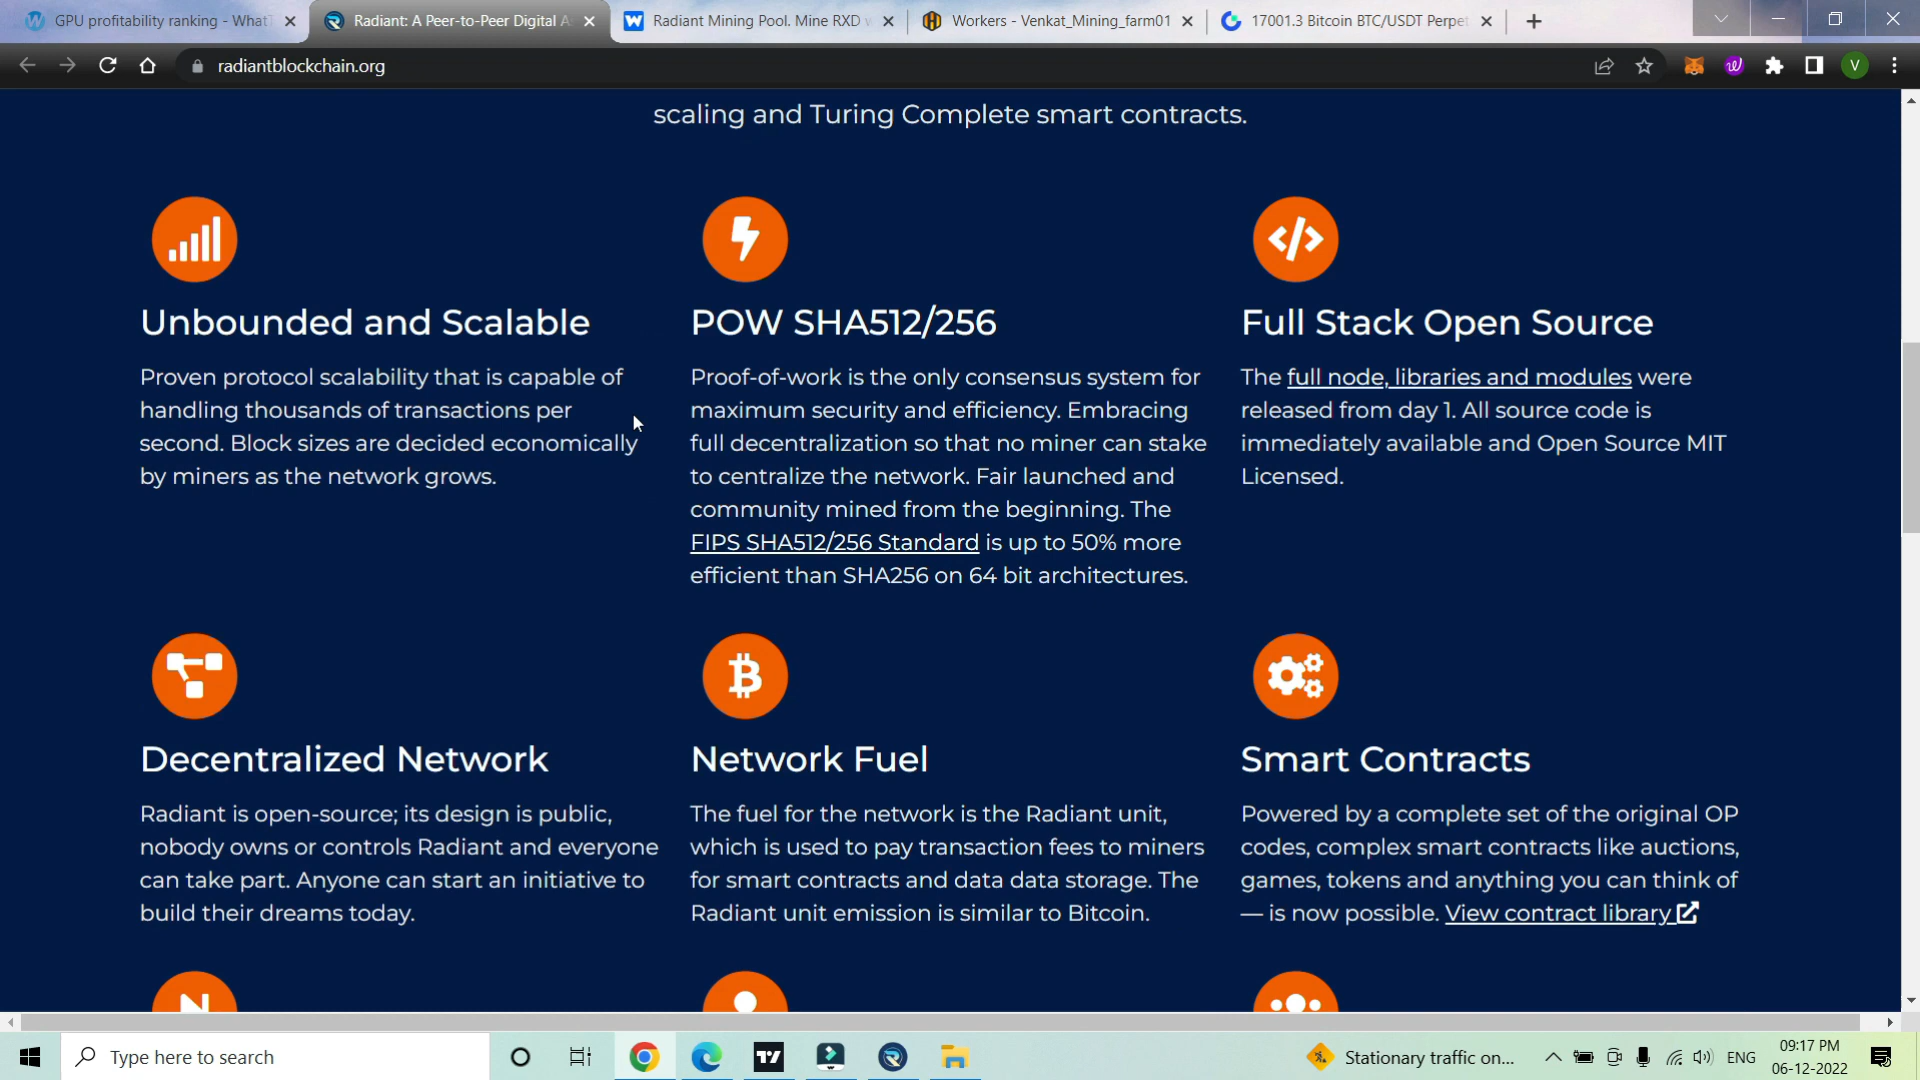 GPU profitability ranking - What
Radiant: A Peer-to-Peer Digital A
Radiant Mining Pool. Mine RXD
Workers - Venkat_Mining_farm01
17001.3 Bitcoin BTC/USDT Perpet
radiantblockchain.org
V
scaling and Turing Complete smart contracts.
Unbounded and Scalable
Proven protocol scalability that is capable of
handling thousands of transactions per
second. Block sizes are decided economically
by miners as the network grows.
POW SHA512/256
Proof-of-work is the only consensus system for
maximum security and efficiency. Embracing
full decentralization so that no miner can stake
to centralize the network. Fair launched and
community mined from the beginning. The
FIPS SHA512/256 Standard is up to 50% more
efficient than SHA256 on 64 bit architectures.
Full Stack Open Source
The full node, libraries and modules were
released from day 1. All source code is
immediately available and Open Source MIT
Licensed.
Decentralized Network
Radiant is open-source; its design is public,
nobody owns or controls Radiant and everyone
can take part. Anyone can start an initiative to
build their dreams today.
Network Fuel
The fuel for the network is the Radiant unit,
which is used to pay transaction fees to miners
for smart contracts and data data storage. The
Radiant unit emission is similar to Bitcoin.
Smart Contracts
Powered by a complete set of the original OP
codes, complex smart contracts like auctions,
games, tokens and anything you can think of
— is now possible. View contract library
Type here to search
Stationary traffic on...
ENG
09:17 PM
06-12-2022